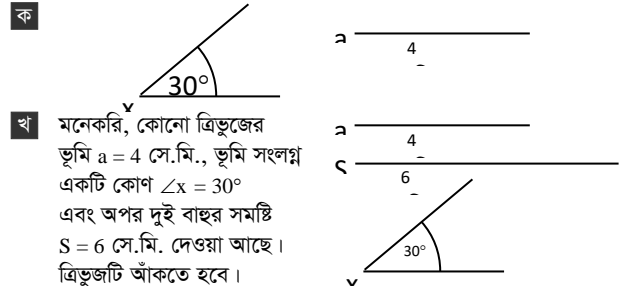 ক
30°
x
a
4
খ
মনেকরি, কোনো ত্রিভুজের
ভূমি a = 4 সে.মি., ভূমি সংলগ্ন
একটি কোণ ∠x = 30°
এবং অপর দুই বাহুর সমষ্টি
S = 6 সে.মি. দেওয়া আছে।
ত্রিভুজটি আঁকতে হবে।
a
4
S
6
30°
x